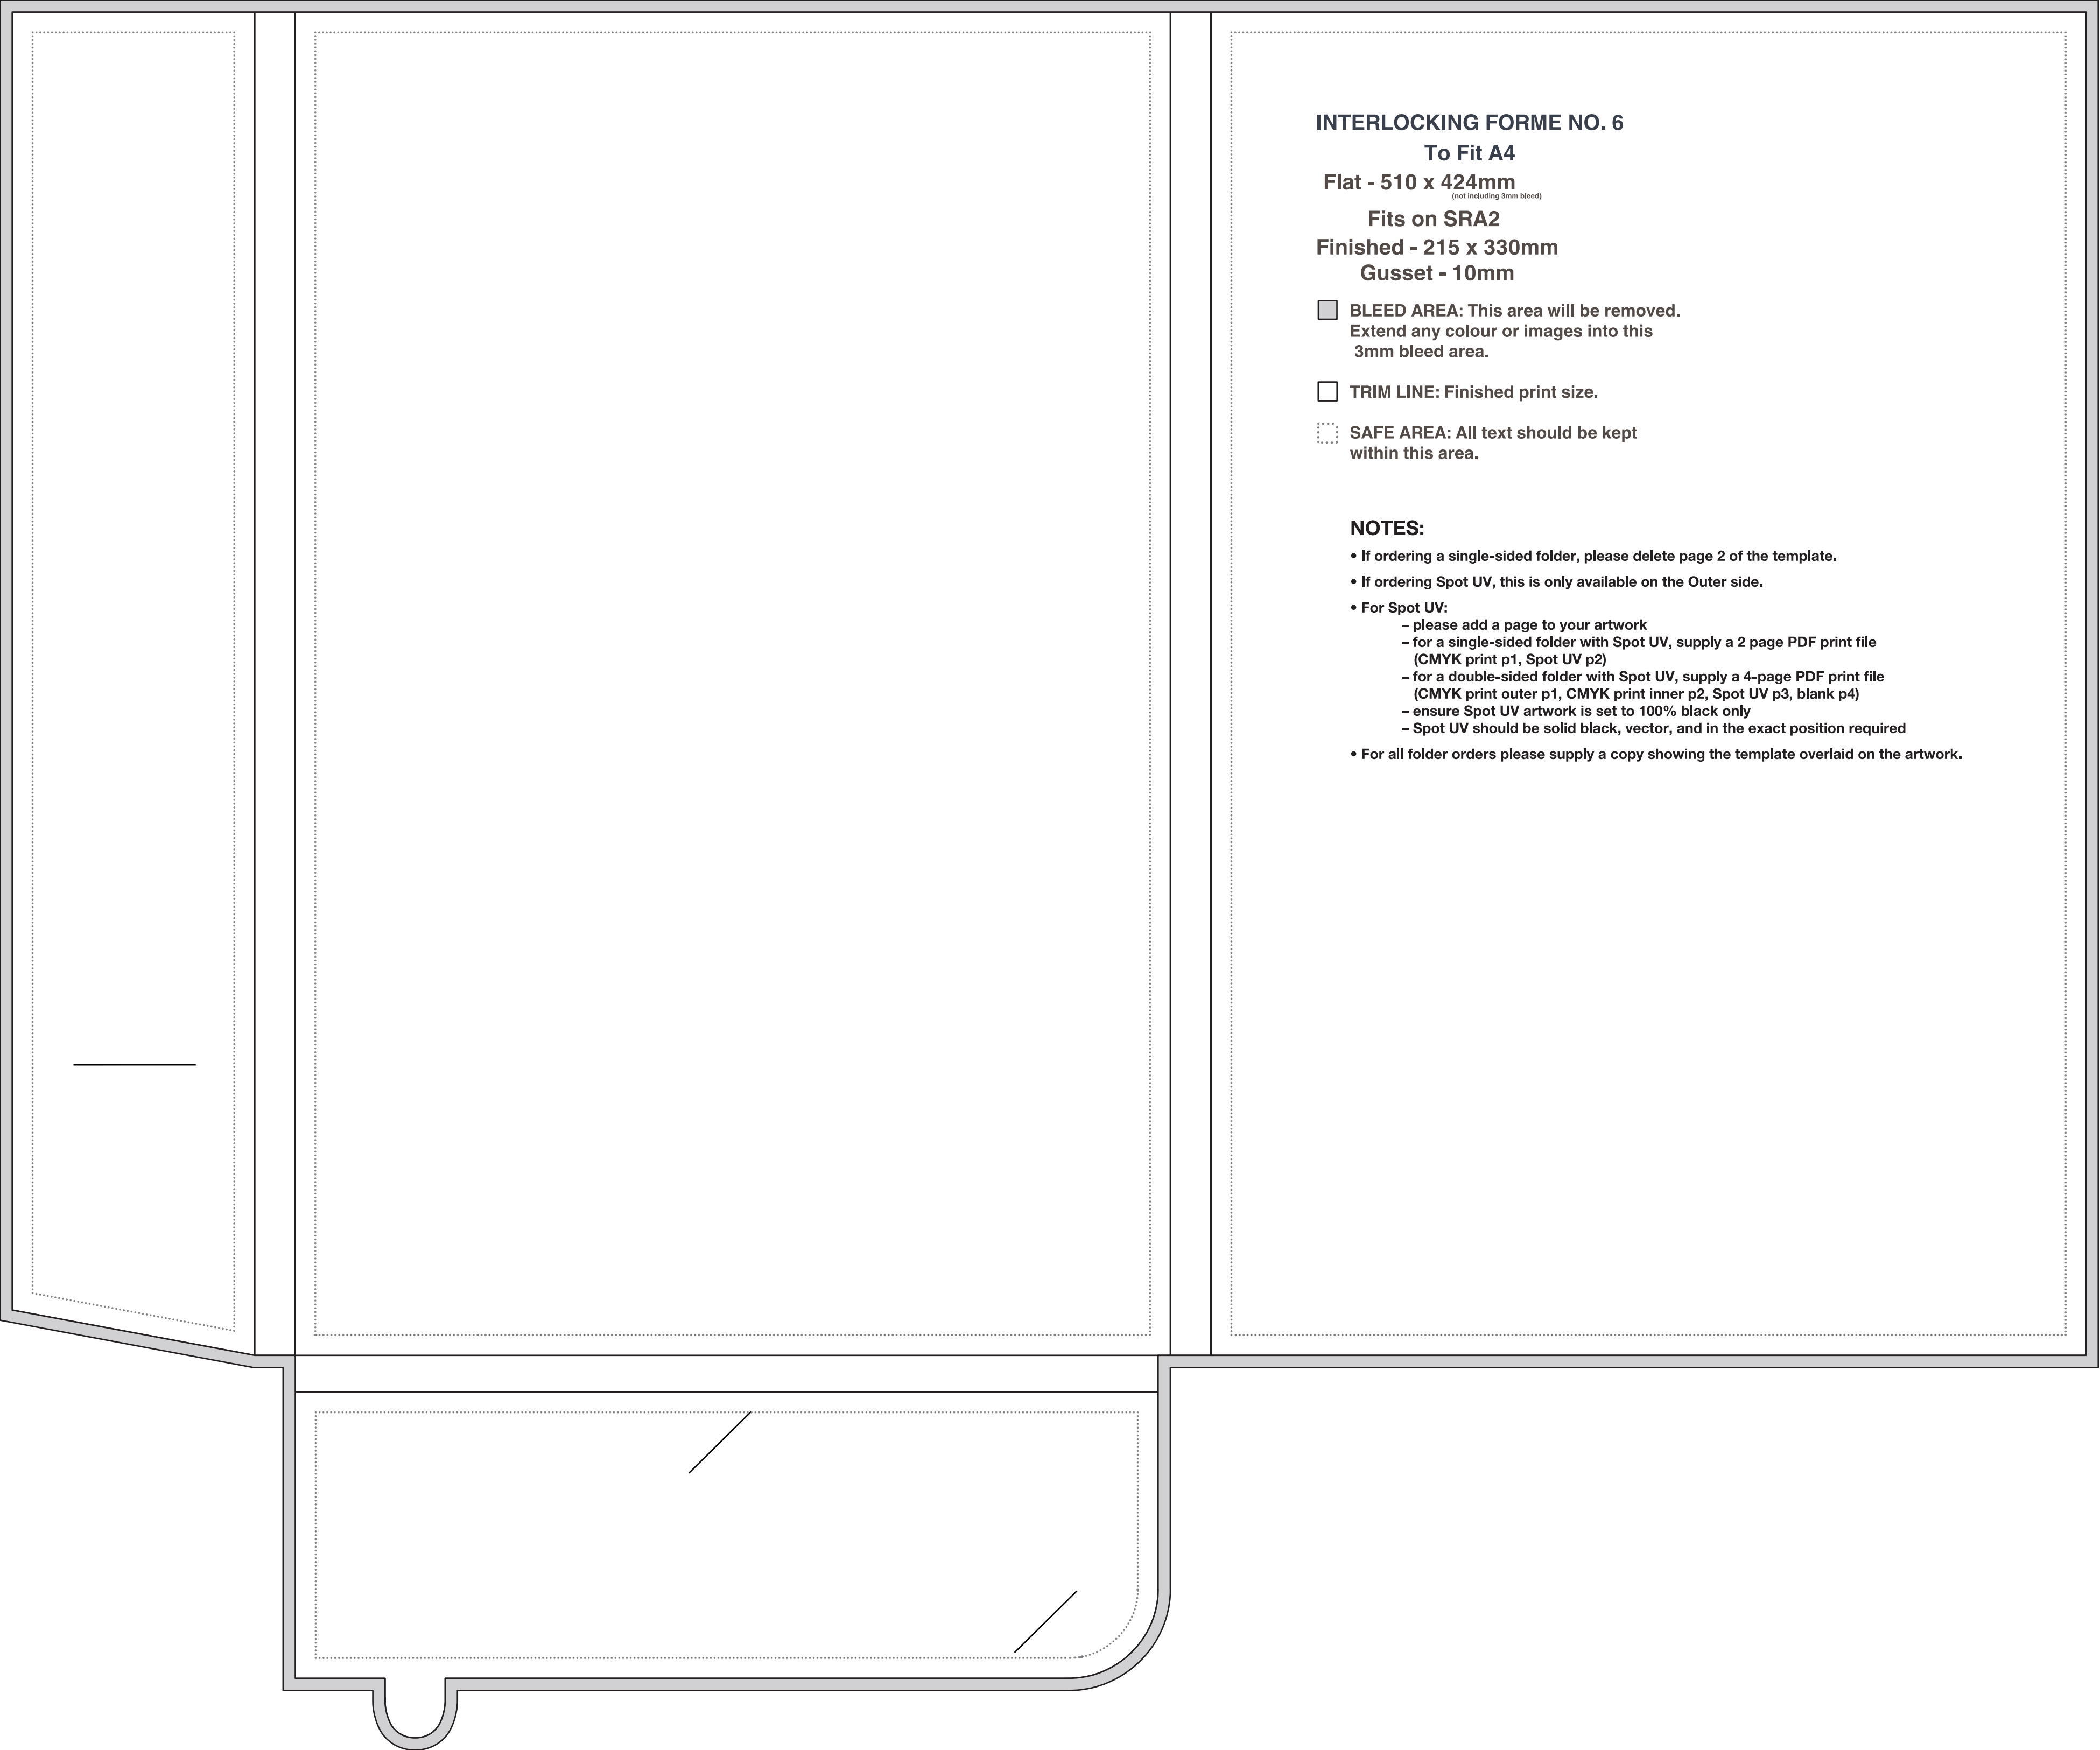 INTERLOCKING FORME NO. 6
To Fit A4
Flat - 510 x 424mm
(not including 3mm bleed)
Fits on SRA2
Finished - 215 x 330mm
Gusset - 10mm
BLEED AREA: This area will be removed.
Extend any colour or images into this
3mm bleed area.
TRIM LINE: Finished print size.
SAFE AREA: All text should be kept
within this area.
NOTES:
• If ordering a single-sided folder, please delete page 2 of the template.
• If ordering Spot UV, this is only available on the Outer side.
• For Spot UV:
– please add a page to your artwork
– for a single-sided folder with Spot UV, supply a 2 page PDF print file
(CMYK print p1, Spot UV p2)
– for a double-sided folder with Spot UV, supply a 4-page PDF print file
(CMYK print outer p1, CMYK print inner p2, Spot UV p3, blank p4)
– ensure Spot UV artwork is set to 100% black only
– Spot UV should be solid black, vector, and in the exact position required
• For all folder orders please supply a copy showing the template overlaid on the artwork.